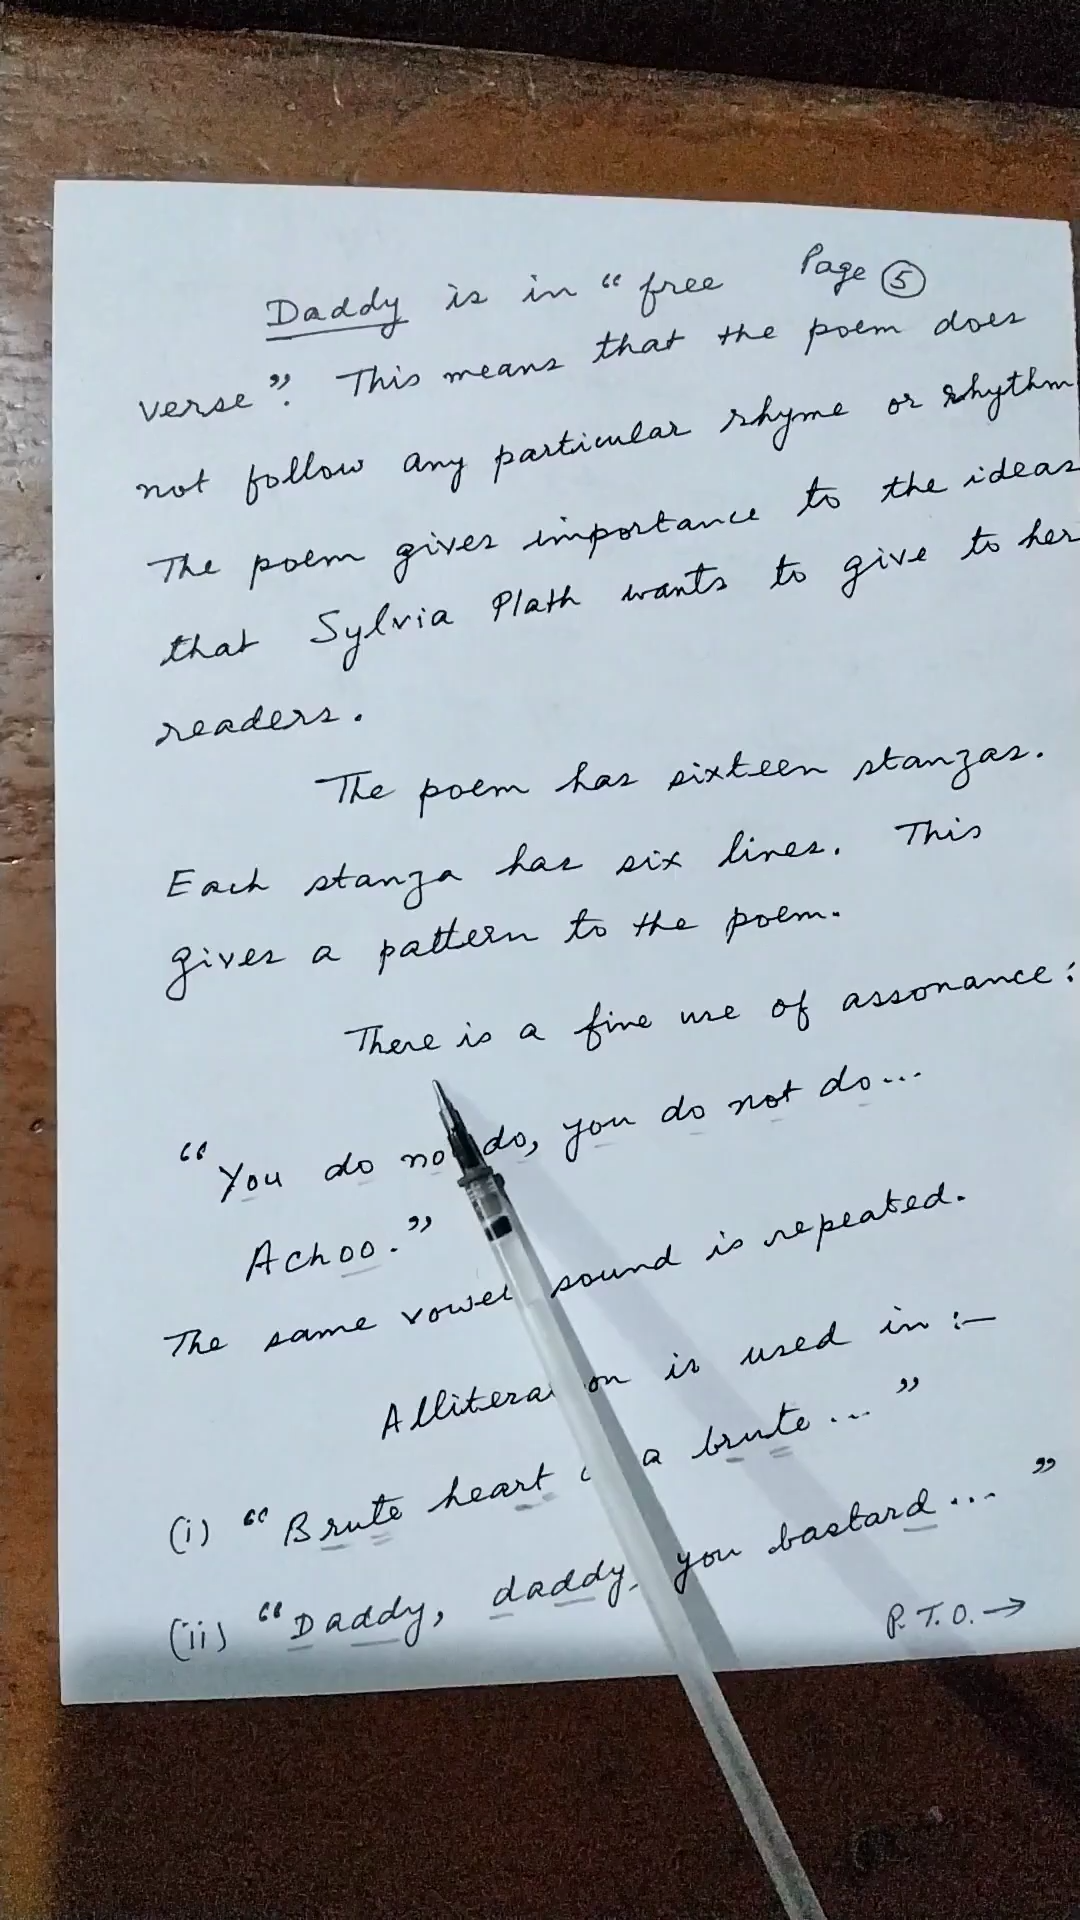 Page 5
Daddy is in "free
verse". This means that the poem does
not follow any particular rhyme or rhythm
The poem gives importance to the ideas
that Sylvia Plath wants to give to her
readers.
The poem has sixteen stanzas.
Each stanza has six lines. This
gives a pattern to the poem.
There is a fine use of assonance:
"You do no do, you do not do...
Achoo."
The same vowel sound is repeated.
Allitera on is used in :-
(i) "Brute heart a brute... "
(ii) "Daddy, daddy, you bastard... "
P.T.O. →